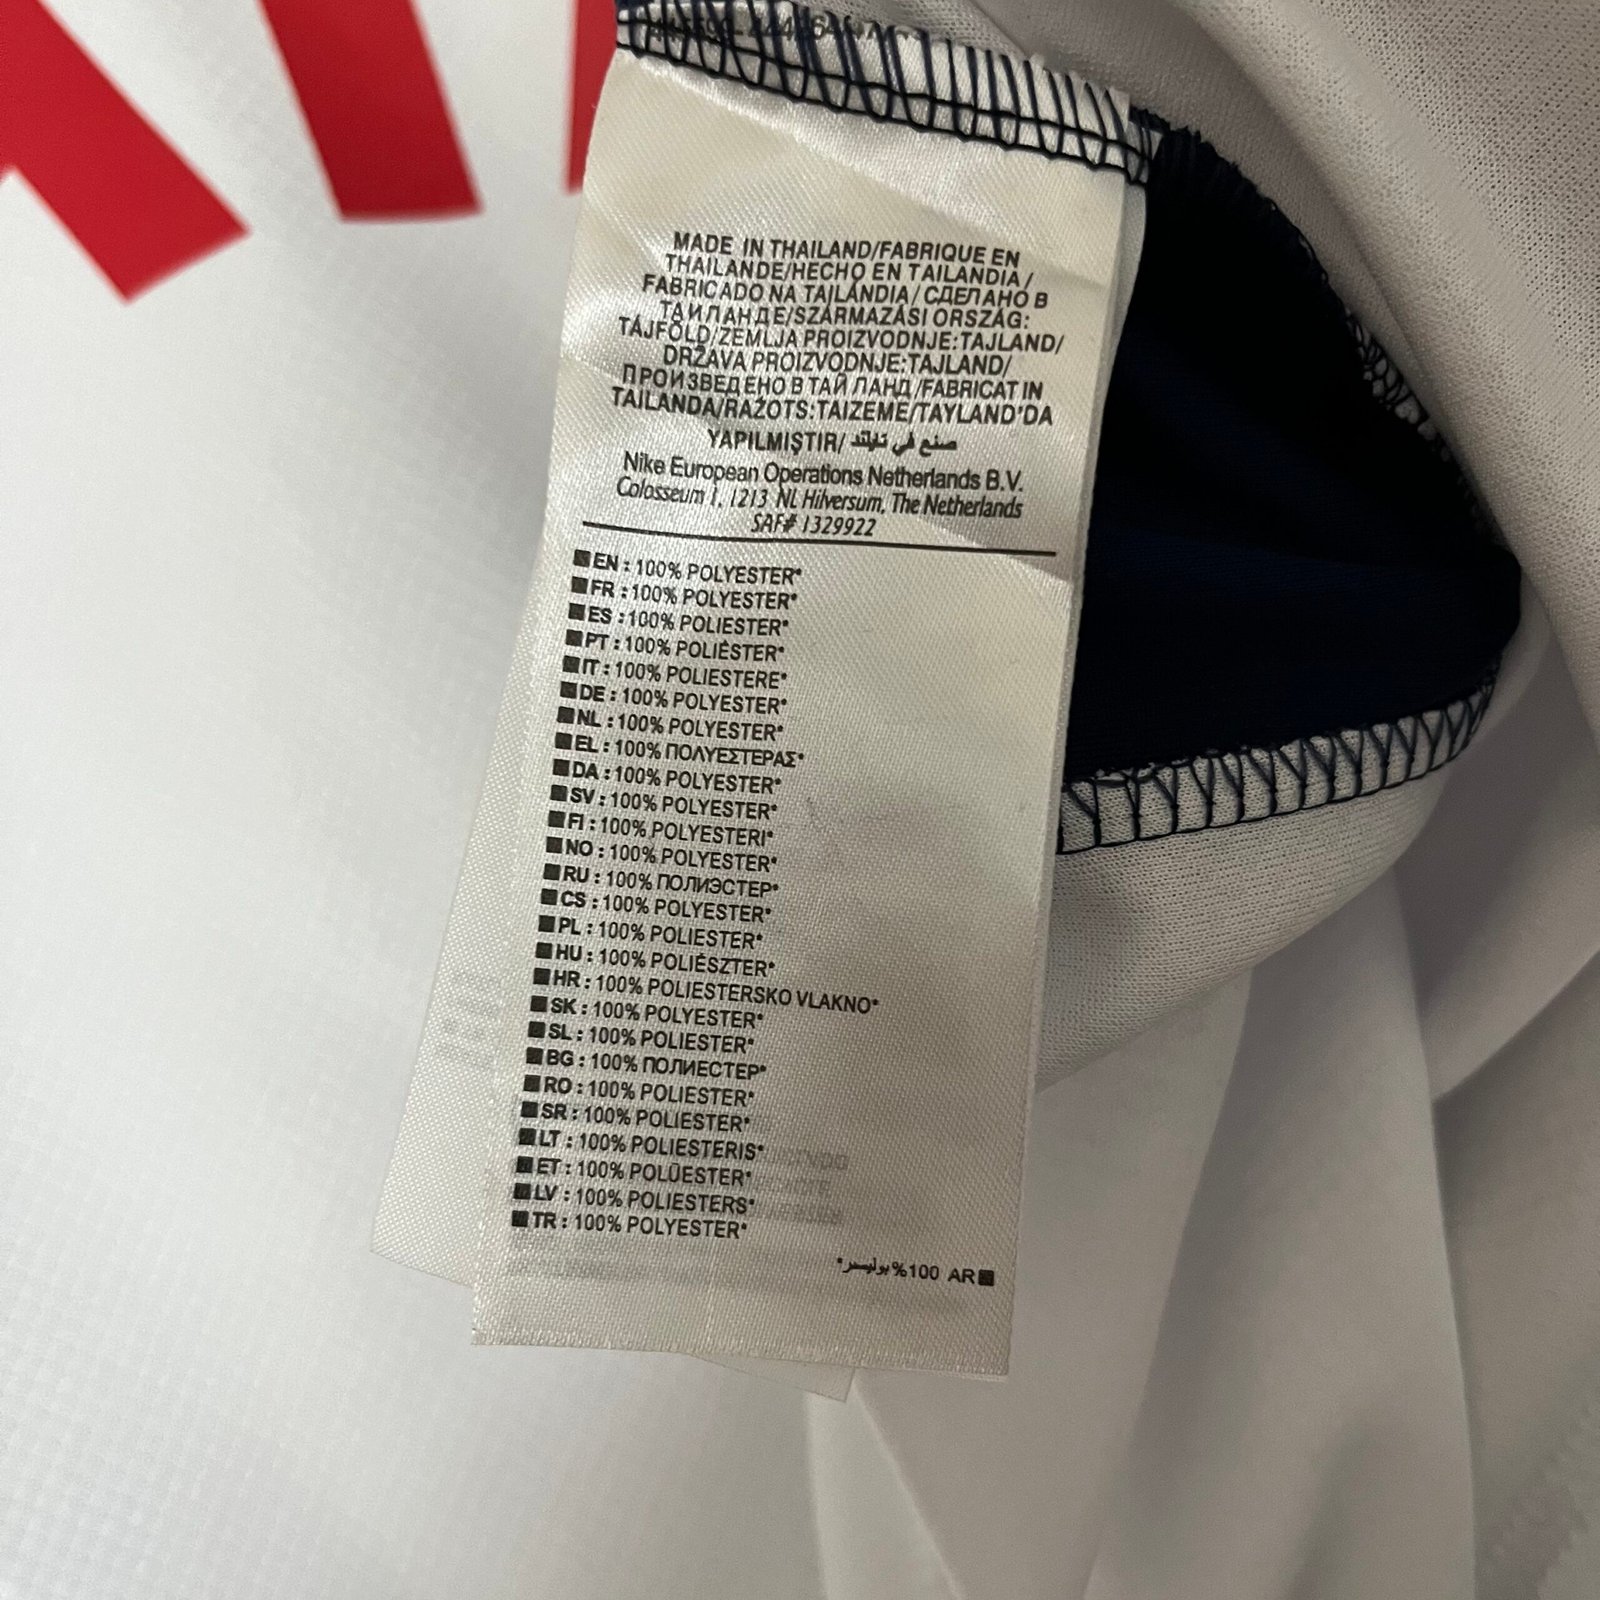 MADE IN THAILAND/FABRIQUE EN
THAILANDE/HECHO EN TAILANDIA/
FABRICADO NA TAILÂNDIA/СДЕЛАНО В
ТАИЛАНДЕ/SZÁRMAZÁSI ORSZÁG:
TÁJFÖLD/ZEMLJA PROIZVODNJE:TAJLAND/
DRŽAVA PROIZVODNJE:TAJLAND/
ПРОИЗВЕДЕНО В ТАЙЛАНД/FABRICAT IN
TAILANDA/RAŽOTS:TAIZEME/TAYLAND'DA
YAPILMIŞTIR/ صنع في تايلند
Nike European Operations Netherlands B.V.
Colosseum 1, 1213 NL Hilversum, The Netherlands
SAF# 1329922
EN : 100% POLYESTER*
FR : 100% POLYESTER*
ES : 100% POLIESTER*
PT : 100% POLIÉSTER*
IT : 100% POLIESTERE*
DE : 100% POLYESTER*
NL : 100% POLYESTER*
EL : 100% ΠΟΛΥΕΣΤΕΡΑΣ*
DA : 100% POLYESTER*
SV : 100% POLYESTER*
FI : 100% POLYESTERI*
NO : 100% POLYESTER*
RU : 100% ПОЛИЭСТЕР*
CS : 100% POLYESTER*
PL : 100% POLIESTER*
HU : 100% POLIÉSZTER*
HR : 100% POLIESTERSKO VLAKNO*
SK : 100% POLYESTER*
SL : 100% POLIESTER*
BG : 100% ПОЛИЕСТЕР*
RO : 100% POLIESTER*
SR : 100% POLIESTER*
LT : 100% POLIESTERIS*
ET : 100% POLÜESTER*
LV : 100% POLIESTERS*
TR : 100% POLYESTER*
AR 100% بوليستر*